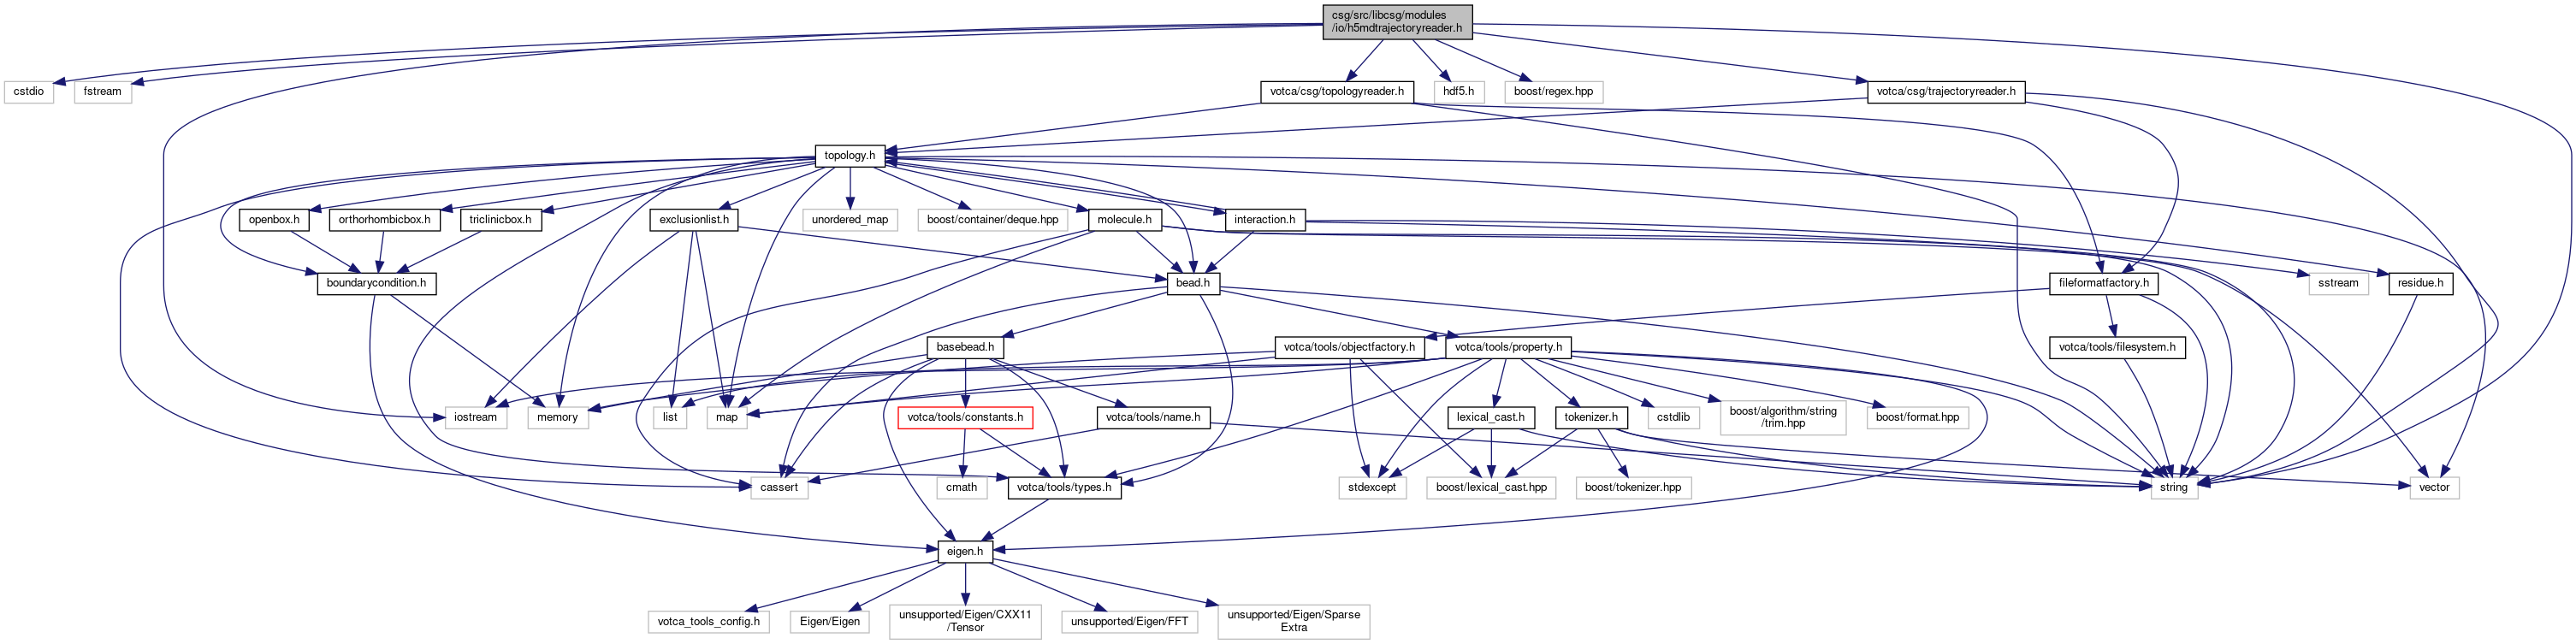 csg/src/libcsg/modules
/io/h5mdtrajectoryreader.h
cstdio
fstream
votca/csg/topologyreader.h
hdf5.h
boost/regex.hpp
votca/csg/trajectoryreader.h
topology.h
openbox.h
orthorhombicbox.h
triclinicbox.h
exclusionlist.h
unordered_map
boost/container/deque.hpp
molecule.h
interaction.h
boundarycondition.h
bead.h
fileformatfactory.h
sstream
residue.h
basebead.h
votca/tools/objectfactory.h
votca/tools/property.h
votca/tools/filesystem.h
iostream
memory
list
map
votca/tools/constants.h
votca/tools/name.h
lexical_cast.h
tokenizer.h
cstdlib
boost/algorithm/string
/trim.hpp
boost/format.hpp
cassert
cmath
votca/tools/types.h
stdexcept
boost/lexical_cast.hpp
boost/tokenizer.hpp
string
vector
eigen.h
votca_tools_config.h
Eigen/Eigen
unsupported/Eigen/CXX11
/Tensor
unsupported/Eigen/FFT
unsupported/Eigen/Sparse
Extra